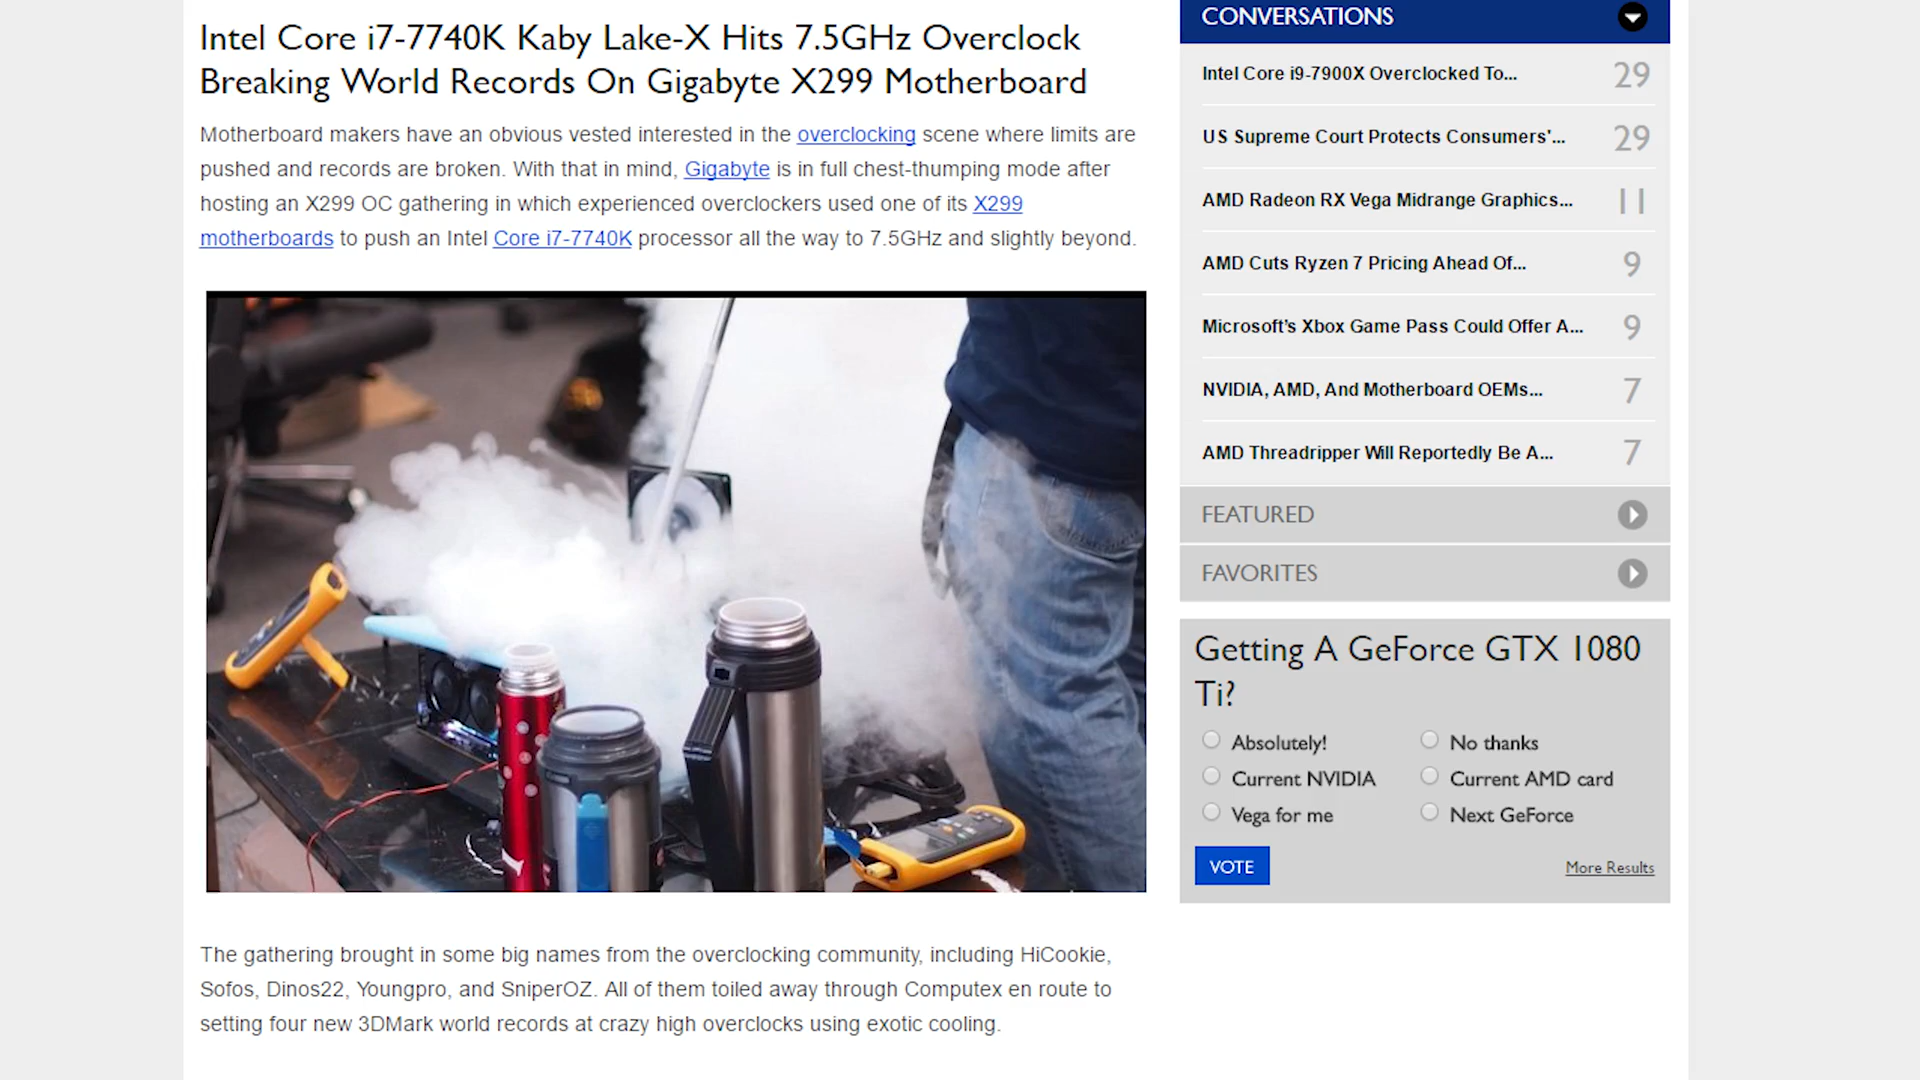 Intel Core i7-7740K Kaby Lake-X Hits 7.5GHz Overclock
Breaking World Records On Gigabyte X299 Motherboard
Motherboard makers have an obvious vested interested in the overclocking scene where limits are
pushed and records are broken. With that in mind, Gigabyte is in full chest-thumping mode after
hosting an X299 OC gathering in which experienced overclockers used one of its X299
motherboards to push an Intel Core i7-7740K processor all the way to 7.5GHz and slightly beyond.
The gathering brought in some big names from the overclocking community, including HiCookie,
Sofos, Dinos22, Youngpro, and SniperOZ. All of them toiled away through Computex en route to
setting four new 3DMark world records at crazy high overclocks using exotic cooling.
CONVERSATIONS
Intel Core i9-7900X Overclocked To... 29
US Supreme Court Protects Consumers'... 29
AMD Radeon RX Vega Midrange Graphics... 11
AMD Cuts Ryzen 7 Pricing Ahead Of... 9
Microsoft's Xbox Game Pass Could Offer A... 9
NVIDIA, AMD, And Motherboard OEMs... 7
AMD Threadripper Will Reportedly Be A... 7
FEATURED
FAVORITES
Getting A GeForce GTX 1080
Ti?
Absolutely! No thanks
Current NVIDIA Current AMD card
Vega for me Next GeForce
VOTE More Results